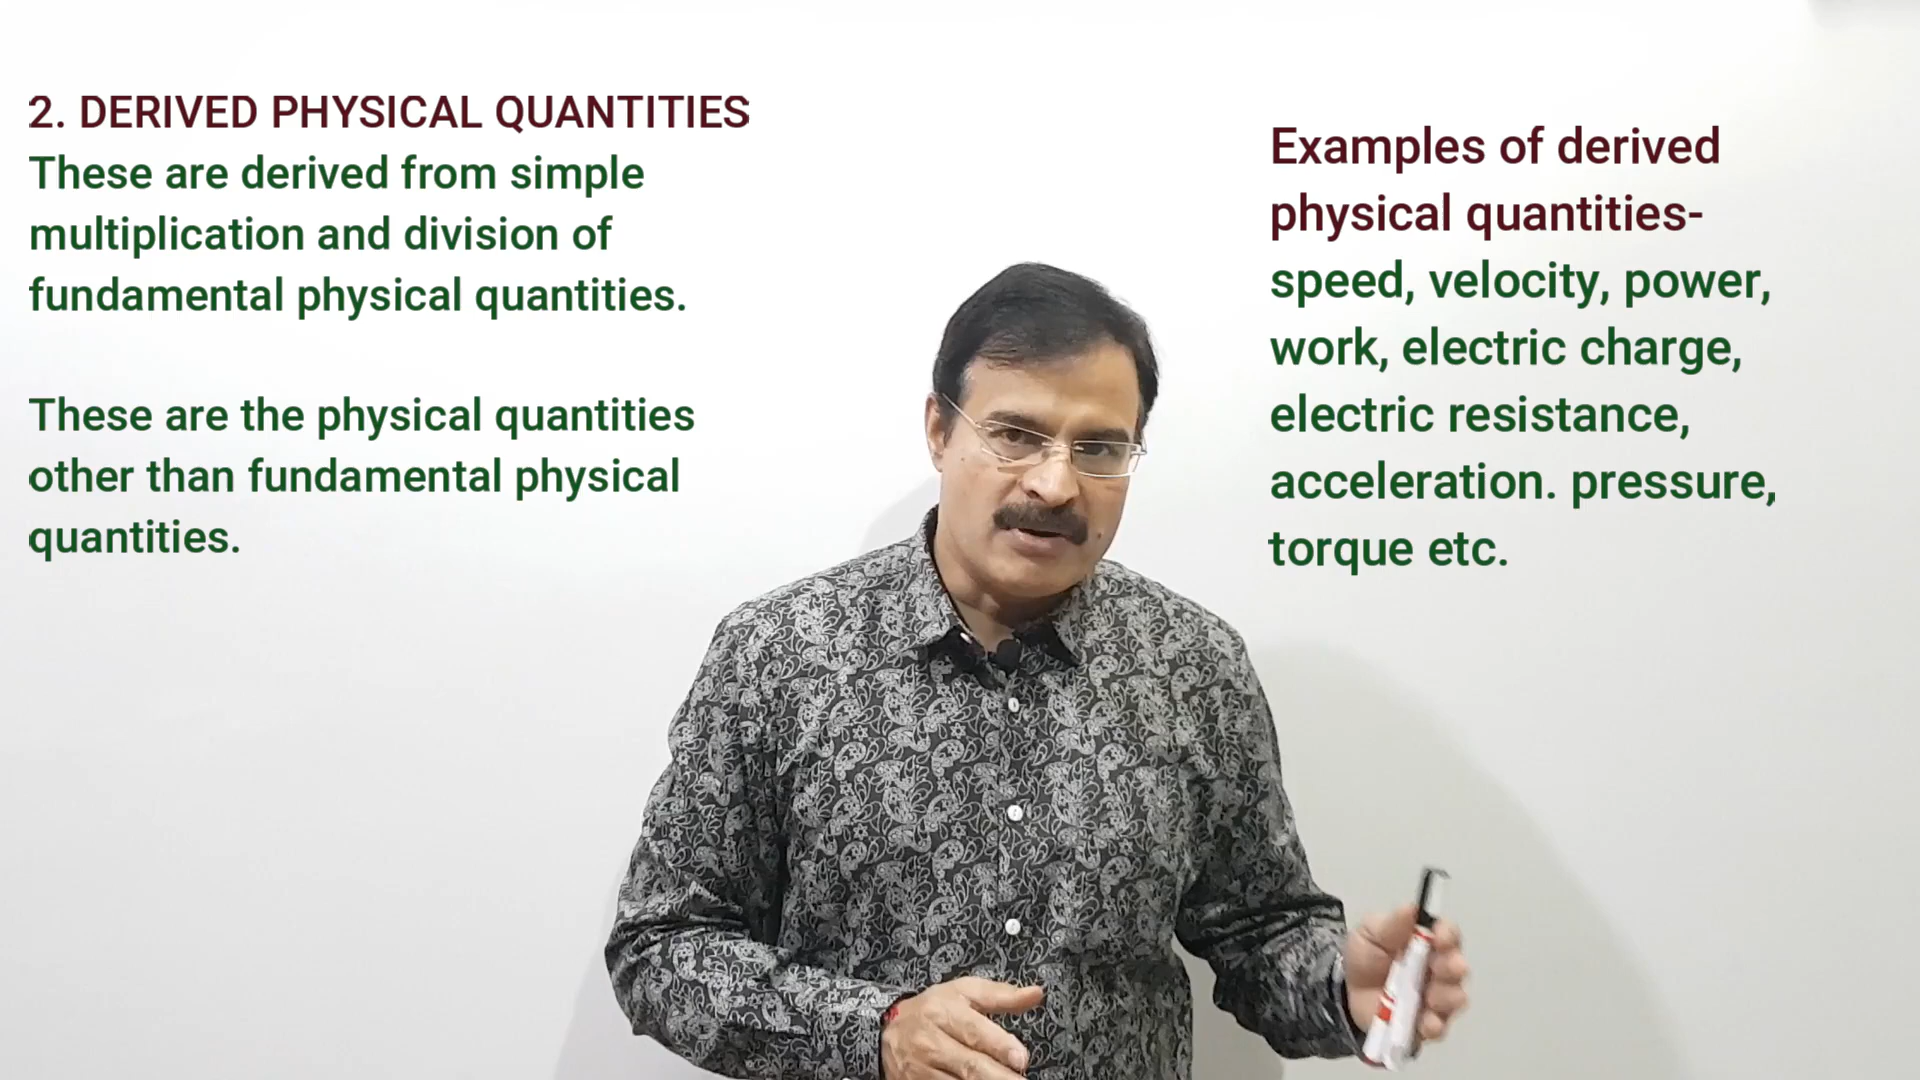 2. DERIVED PHYSICAL QUANTITIES
These are derived from simple
multiplication and division of
fundamental physical quantities.
These are the physical quantities
other than fundamental physical
quantities.
Examples of derived
physical quantities-
speed, velocity, power,
work, electric charge,
electric resistance,
acceleration. pressure,
torque etc.